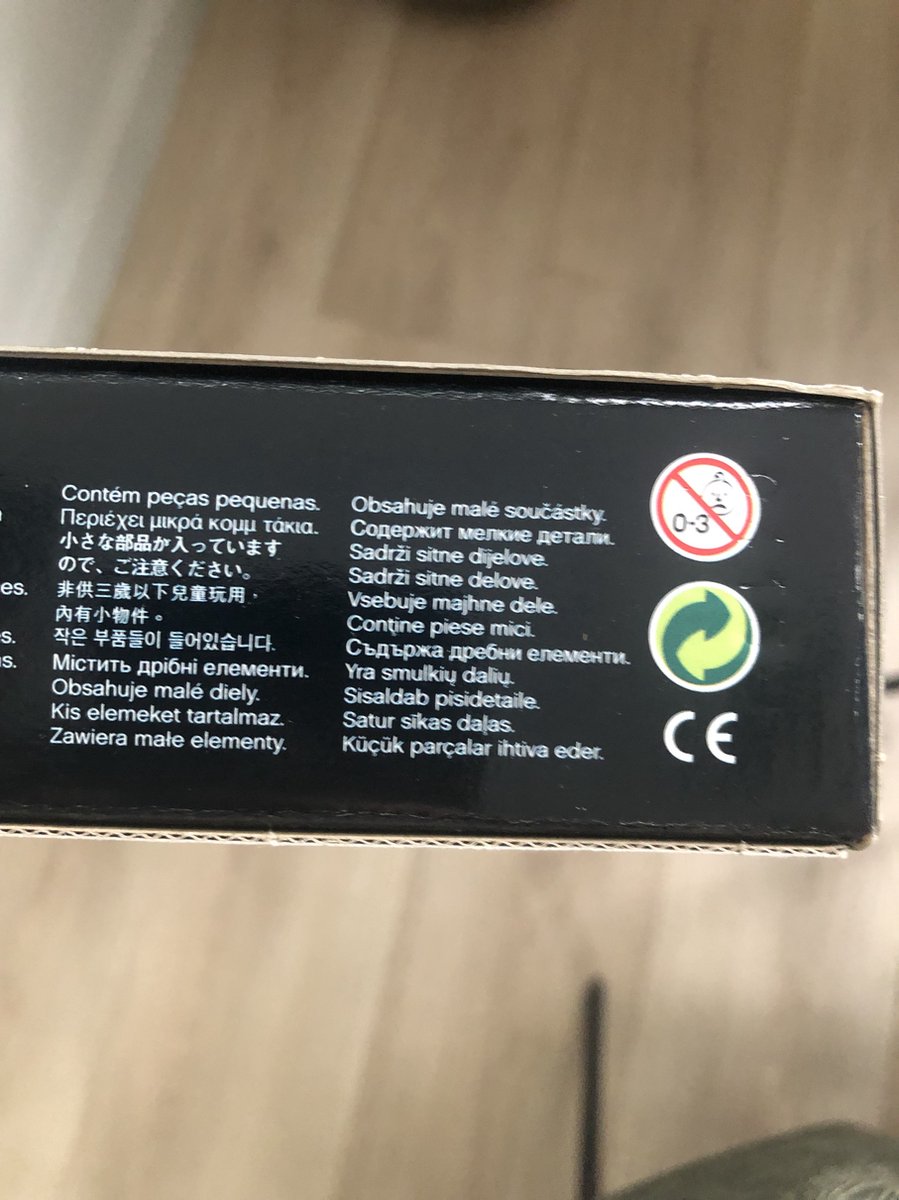 es.
s.
s.
Contém peças pequenas.
Περιέχει μικρά κομμ τάκια.
小さな部品が入っています
ので、ご注意ください。
非供三歲以下兒童玩用，
內有小物件。
작은 부품들이 들어있습니다.
Містить дрібні елементи.
Obsahuje malé diely.
Kis elemeket tartalmaz.
Zawiera małe elementy.
Obsahuje malé součástky.
Содержит мелкие детали.
Sadrži sitne dijelove.
Sadrži sitne delove.
Vsebuje majhne dele.
Conţine piese mici.
Съдържа дребни елементи.
Yra smulkių dalių.
Sisaldab pisidetaile.
Satur sīkas daļas.
Küçük parçalar ihtiva eder.
0-3
CE